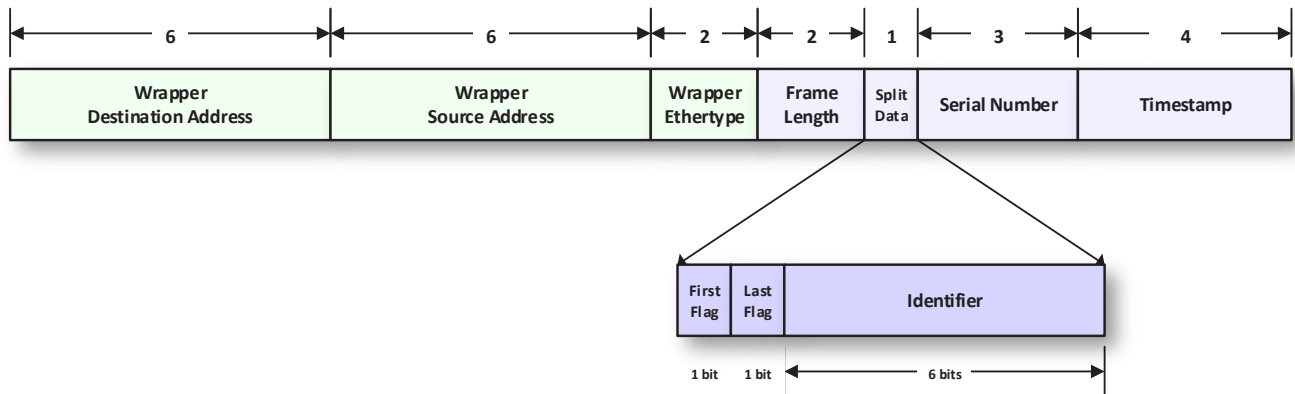 6 6 2 2 1 3 4
Wrapper
Destination Address
Wrapper
Source Address
Wrapper
Ethertype
Frame
Length
Split
Data
Serial Number
Timestamp
First
Flag
Last
Flag
Identifier
1 bit 1 bit 6 bits